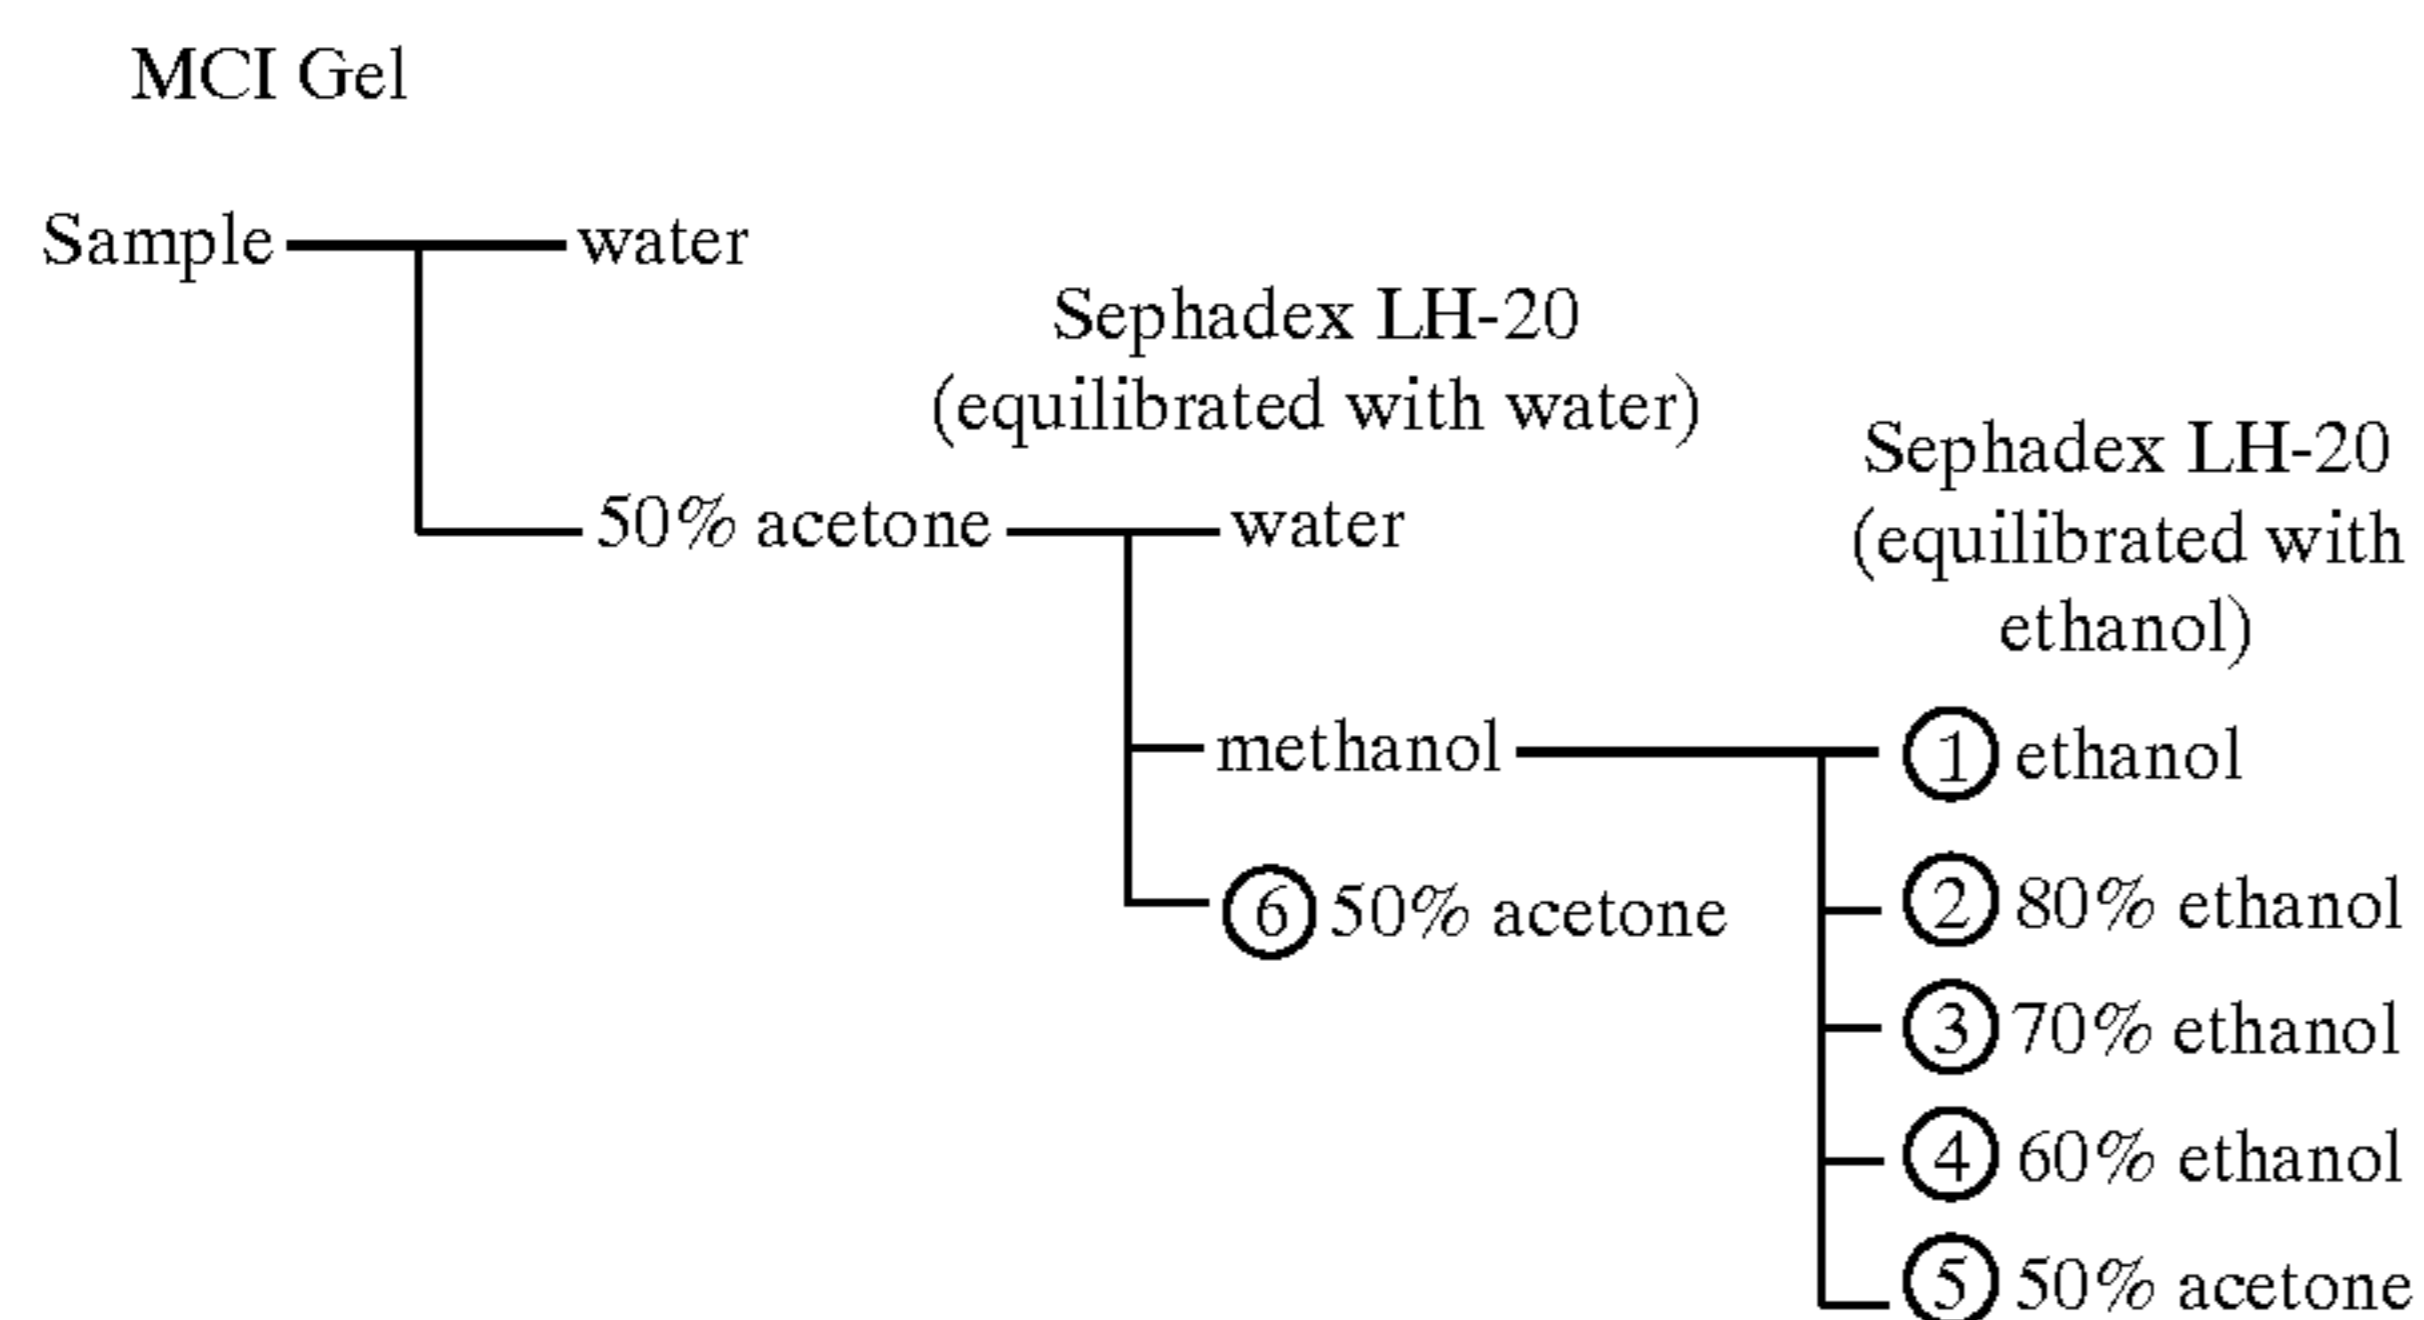 MCI Gel
Sample
water
Sephadex LH-20
(equilibrated with water)
50% acetone
water
Sephadex LH-20
(equilibrated with
ethanol)
methanol
① ethanol
② 80% ethanol
⑥ 50% acetone
③ 70% ethanol
④ 60% ethanol
⑤ 50% acetone